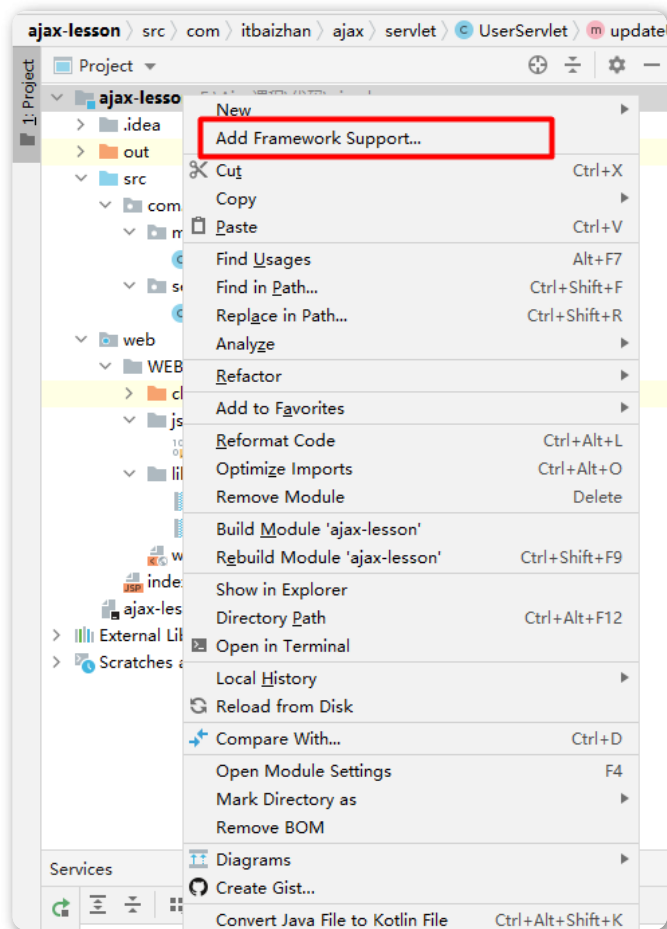 ajax-lesson 〉 src 〉 com 〉 itbaizhan 〉 ajax 〉 servlet 〉 UserServlet 〉
1: Project
Project
ajax-lesso
New
.idea
Add Framework Support...
out
Cut Ctrl+X
src
Copy
com
Paste Ctrl+V
Find Usages Alt+F7
Find in Path... Ctrl+Shift+F
Replace in Path... Ctrl+Shift+R
web
Analyze
WEB
Refactor
Add to Favorites
Reformat Code Ctrl+Alt+L
Optimize Imports Ctrl+Alt+O
Remove Module Delete
Build Module 'ajax-lesson'
Rebuild Module 'ajax-lesson' Ctrl+Shift+F9
inde
Show in Explorer
ajax-les
Directory Path Ctrl+Alt+F12
External Li
Open in Terminal
Scratches a
Local History
Reload from Disk
Compare With... Ctrl+D
Open Module Settings F4
Mark Directory as
Remove BOM
Services
Diagrams
Create Gist...
Convert Java File to Kotlin File Ctrl+Alt+Shift+K